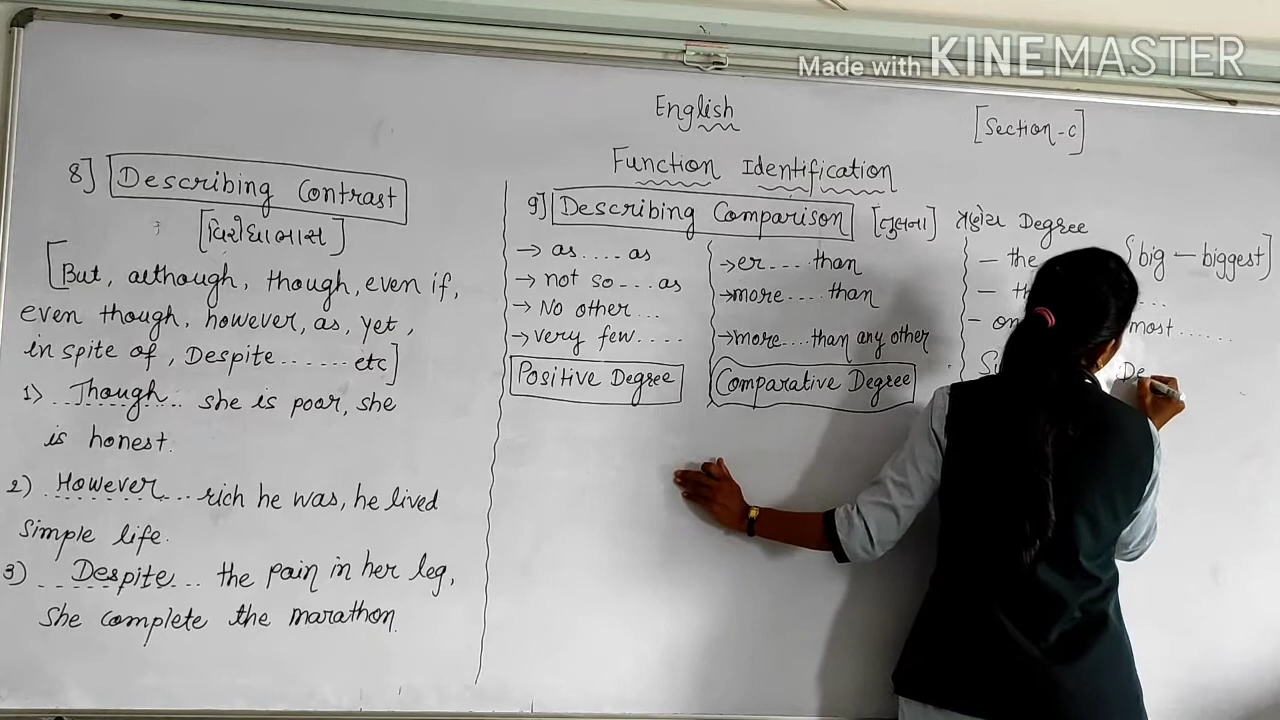 Made with KINEMASTER
English
[Section-C]
Function Identification
8] Describing Contrast
[વિરોધાભાસ]
[But, although, though, even if,
even though, however, as, yet,
in spite of, Despite....... etc]
1) ..Though.. she is poor, she
is honest.
2) ..However.... rich he was, he lived
simple life.
3) ..Despite... the pain in her leg,
She complete the marathon.
9] Describing Comparison [તુલના]
→ as.... as
→ not so...as
→ No other...
→ very few....
Positive Degree
→ er.... than
→ more.... than
→ more....than any other
Comparative Degree
Degree
- the {big - biggest]
-
- most......
De